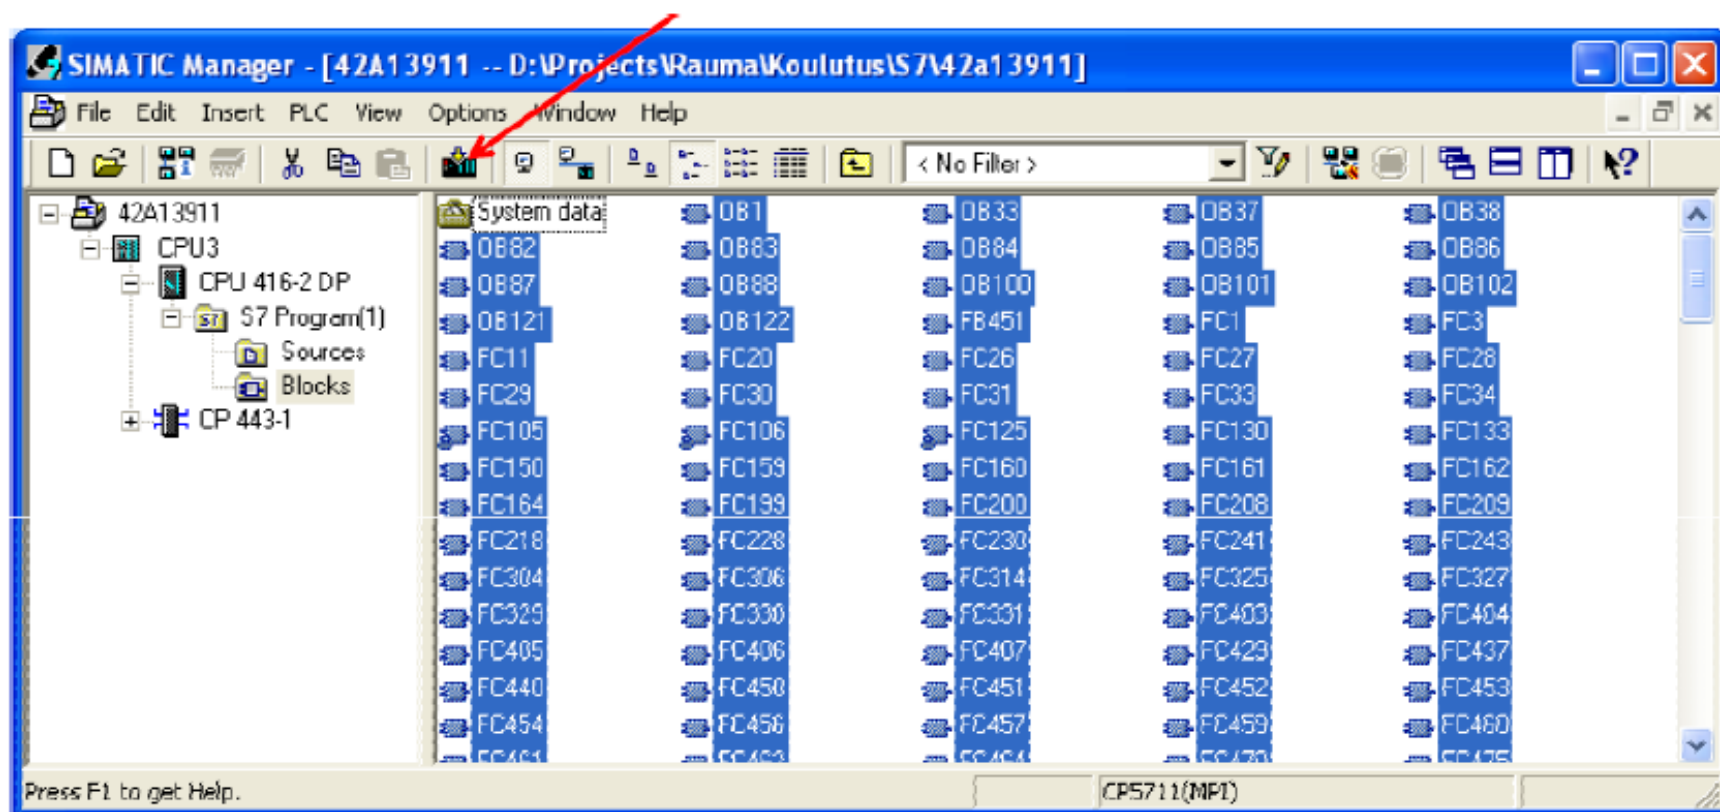 SIMATIC Manager - [42A13911 -- D:\Projects\Rauma\Koulutus\S7\42a13911]
File Edit Insert PLC View Options Window Help
< No Filter >
42A13911
CPU3
CPU 416-2 DP
S7 Program(1)
Sources
Blocks
CP 443-1
System data OB1 OB33 OB37 OB38
OB82 OB83 OB84 OB85 OB86
OB87 OB88 OB100 OB101 OB102
OB121 OB122 FB451 FC1 FC3
FC11 FC20 FC26 FC27 FC28
FC29 FC30 FC31 FC33 FC34
FC105 FC106 FC125 FC130 FC133
FC150 FC159 FC160 FC161 FC162
FC164 FC199 FC200 FC208 FC209
FC218 FC228 FC230 FC241 FC243
FC304 FC306 FC314 FC325 FC327
FC329 FC330 FC331 FC403 FC404
FC405 FC406 FC407 FC429 FC437
FC440 FC450 FC451 FC452 FC453
FC454 FC456 FC457 FC459 FC460
Press F1 to get Help.
CP5711(MPI)